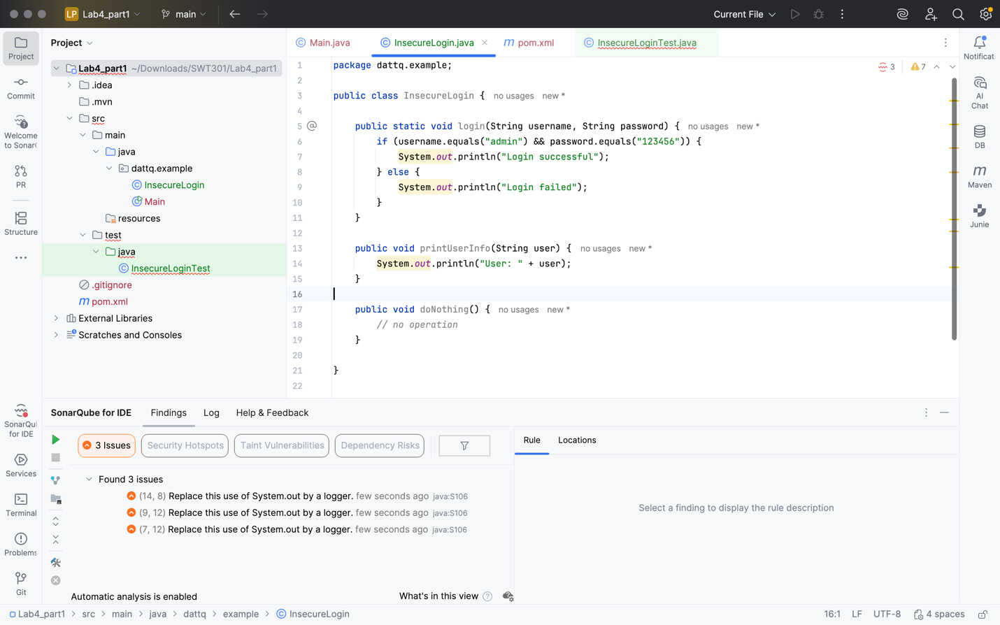 LP Lab4_part1 main Current File
Project
Commit
Welcome
to Sonar
PR
Structure
SonarQu
for IDE
Services
Terminal
Problems
Git
Project
Lab4_part1 ~/Downloads/SWT301/Lab4_part1
.idea
.mvn
src
main
java
dattq.example
InsecureLogin
Main
resources
test
java
InsecureLoginTest
.gitignore
m pom.xml
External Libraries
Scratches and Consoles
Main.java InsecureLogin.java m pom.xml InsecureLoginTest.java
3 7
1 package dattq.example;
2
3 public class InsecureLogin { no usages new *
4
5 @ public static void login(String username, String password) { no usages new *
6 if (username.equals("admin") && password.equals("123456")) {
7 System.out.println("Login successful");
8 } else {
9 System.out.println("Login failed");
10 }
11 }
12
13 public void printUserInfo(String user) { no usages new *
14 System.out.println("User: " + user);
15 }
16
17 public void doNothing() { no usages new *
18 // no operation
19 }
20
21 }
22
Notificat
AI
Chat
DB
m
Maven
Junie
SonarQube for IDE Findings Log Help & Feedback
3 Issues Security Hotspots Taint Vulnerabilities Dependency Risks
Found 3 issues
(14, 8) Replace this use of System.out by a logger. few seconds ago java:S106
(9, 12) Replace this use of System.out by a logger. few seconds ago java:S106
(7, 12) Replace this use of System.out by a logger. few seconds ago java:S106
Automatic analysis is enabled What's in this view ?
Rule Locations
Select a finding to display the rule description
Lab4_part1 > src > main > java > dattq > example > InsecureLogin 16:1 LF UTF-8 4 spaces